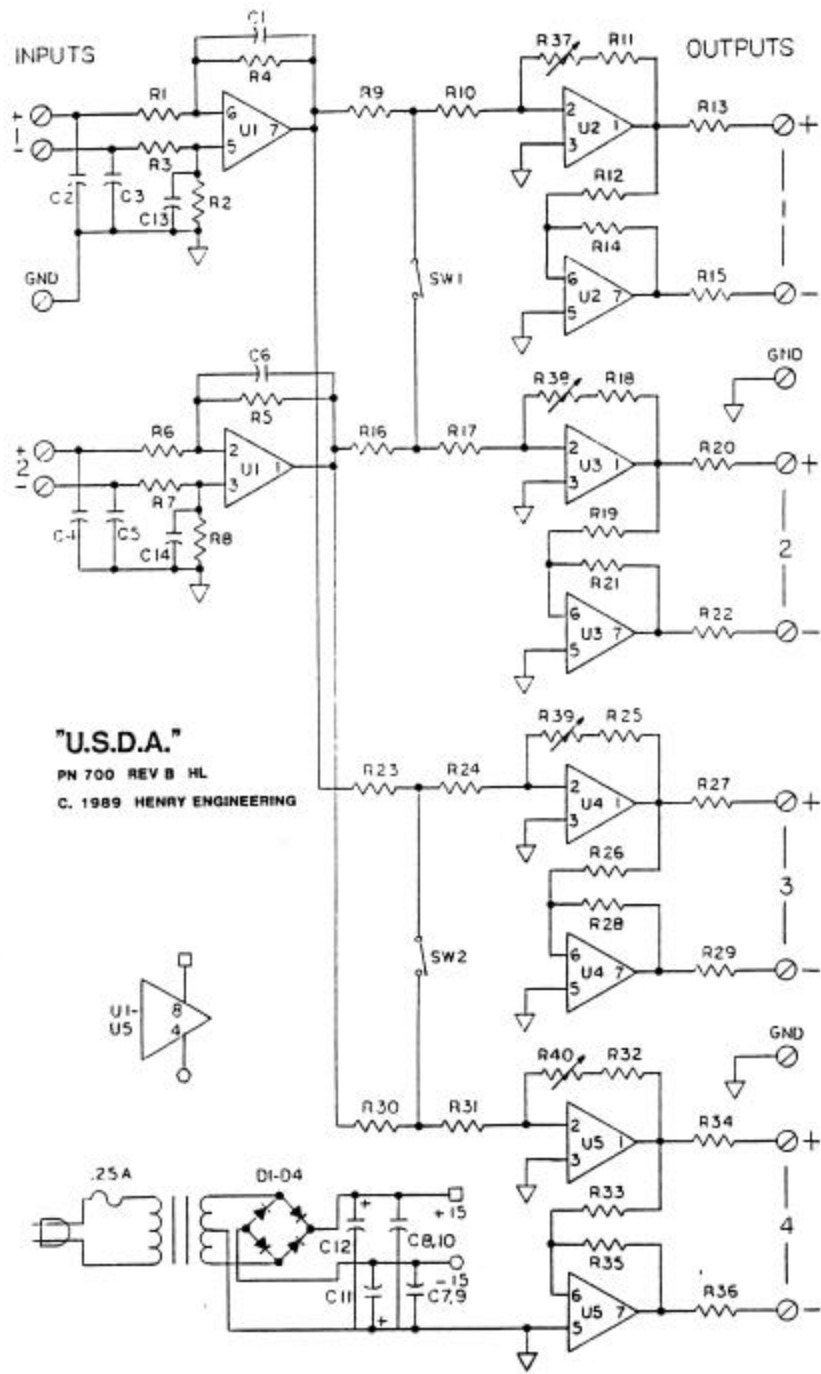 INPUTS
OUTPUTS
C1
R4
R37
R11
+
R1
6
U1
7
R9
R10
2
U2
1
R13
+
1
-
R3
5
3
C2
C3
C13
R2
R12
R14
1
GND
SW1
6
U2
7
R15
-
5
C6
R5
GND
R38
R18
+
R6
2
U1
1
R16
R17
2
U3
1
R20
+
2
-
R7
3
3
C4
C5
C14
R8
R19
R21
2
6
U3
7
R22
-
5
"U.S.D.A."
PN 700 REV B HL
C. 1989 HENRY ENGINEERING
R39
R25
R23
R24
2
U4
1
R27
+
3
R26
R28
3
SW2
6
U4
7
R29
-
5
U1-
U5
8
4
GND
R40
R32
R30
R31
2
U5
1
R34
+
3
.25A
D1-D4
+
+15
C12
C8,10
R33
R35
4
-15
C11
C7,9
+
6
U5
7
R36
-
5